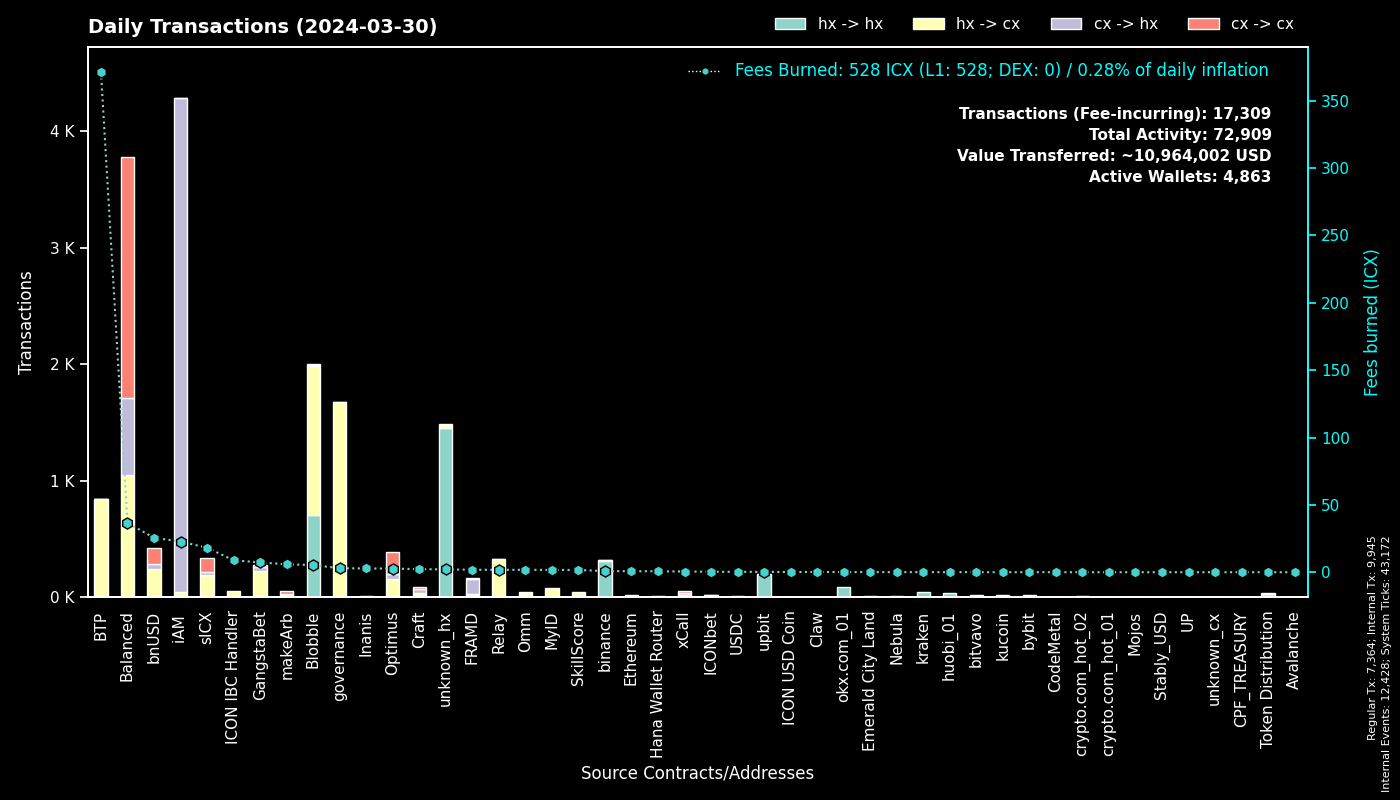 Daily Transactions (2024-03-30)
hx -> hx
hx -> cx
cx -> hx
cx -> cx
Fees Burned: 528 ICX (L1: 528; DEX: 0) / 0.28% of daily inflation
Transactions (Fee-incurring): 17,309
Total Activity: 72,909
Value Transferred: ~10,964,002 USD
Active Wallets: 4,863
Transactions
4 K
3 K
2 K
1 K
0 K
350
300
250
200
150
100
50
0
Fees burned (ICX)
BTP
Balanced
bnUSD
iAM
sICX
ICON IBC Handler
GangstaBet
makeArb
Blobble
governance
Inanis
Optimus
Craft
unknown_hx
FRAMD
Relay
Omm
MyID
SkillScore
binance
Ethereum
Hana Wallet Router
xCall
ICONbet
USDC
upbit
ICON USD Coin
Claw
okx.com_01
Emerald City Land
Nebula
kraken
huobi_01
bitvavo
kucoin
bybit
CodeMetal
crypto.com_hot_02
crypto.com_hot_01
Mojos
Stably_USD
UP
unknown_cx
CPF_TREASURY
Token Distribution
Avalanche
Source Contracts/Addresses
Regular Tx: 7,364; Internal Tx: 9,945
Internal Events: 12,428; System Ticks: 43,172